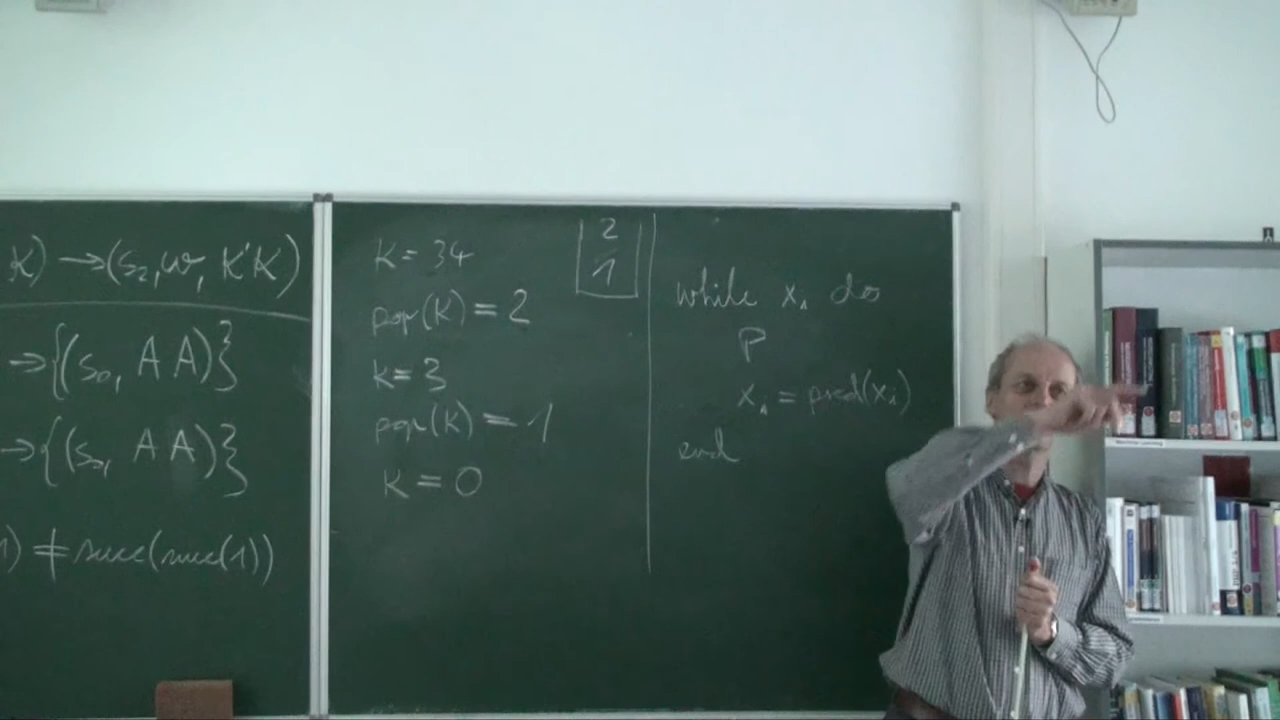 K) → (s₂, w, K'K)
→ {(s₀, A A)}
→ {(s₀, A A)}
1) ≠ succ(succ(1))
K = 34
pop(K) = 2
K = 3
pop(K) = 1
K = 0
2
1
while x₁ do
P
x₁ = pred(x₁)
end